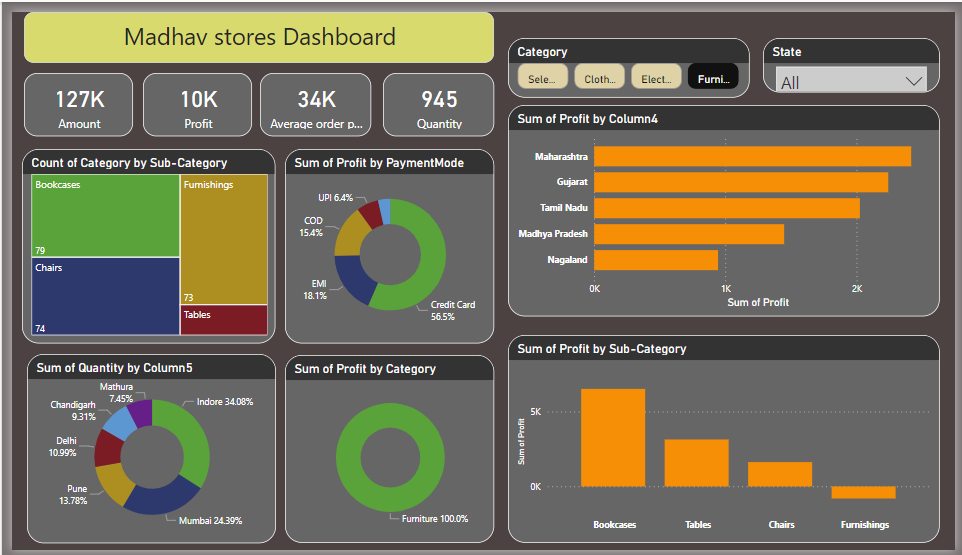 Madhav stores Dashboard
Category
Sele...
Cloth...
Elect...
Furni...
State
All
127K
Amount
10K
Profit
34K
Average order p...
945
Quantity
Count of Category by Sub-Category
Bookcases
79
Chairs
74
Furnishings
73
Tables
Sum of Profit by PaymentMode
UPI 6.4%
COD
15.4%
EMI
18.1%
Credit Card
56.5%
Sum of Profit by Column4
Maharashtra
Gujarat
Tamil Nadu
Madhya Pradesh
Nagaland
0K
1K
2K
Sum of Profit
Sum of Quantity by Column5
Mathura
7.45%
Chandigarh
9.31%
Delhi
10.99%
Pune
13.78%
Indore 34.08%
Mumbai 24.39%
Sum of Profit by Category
Furniture 100.0%
Sum of Profit by Sub-Category
Sum of Profit
5K
0K
Bookcases
Tables
Chairs
Furnishings